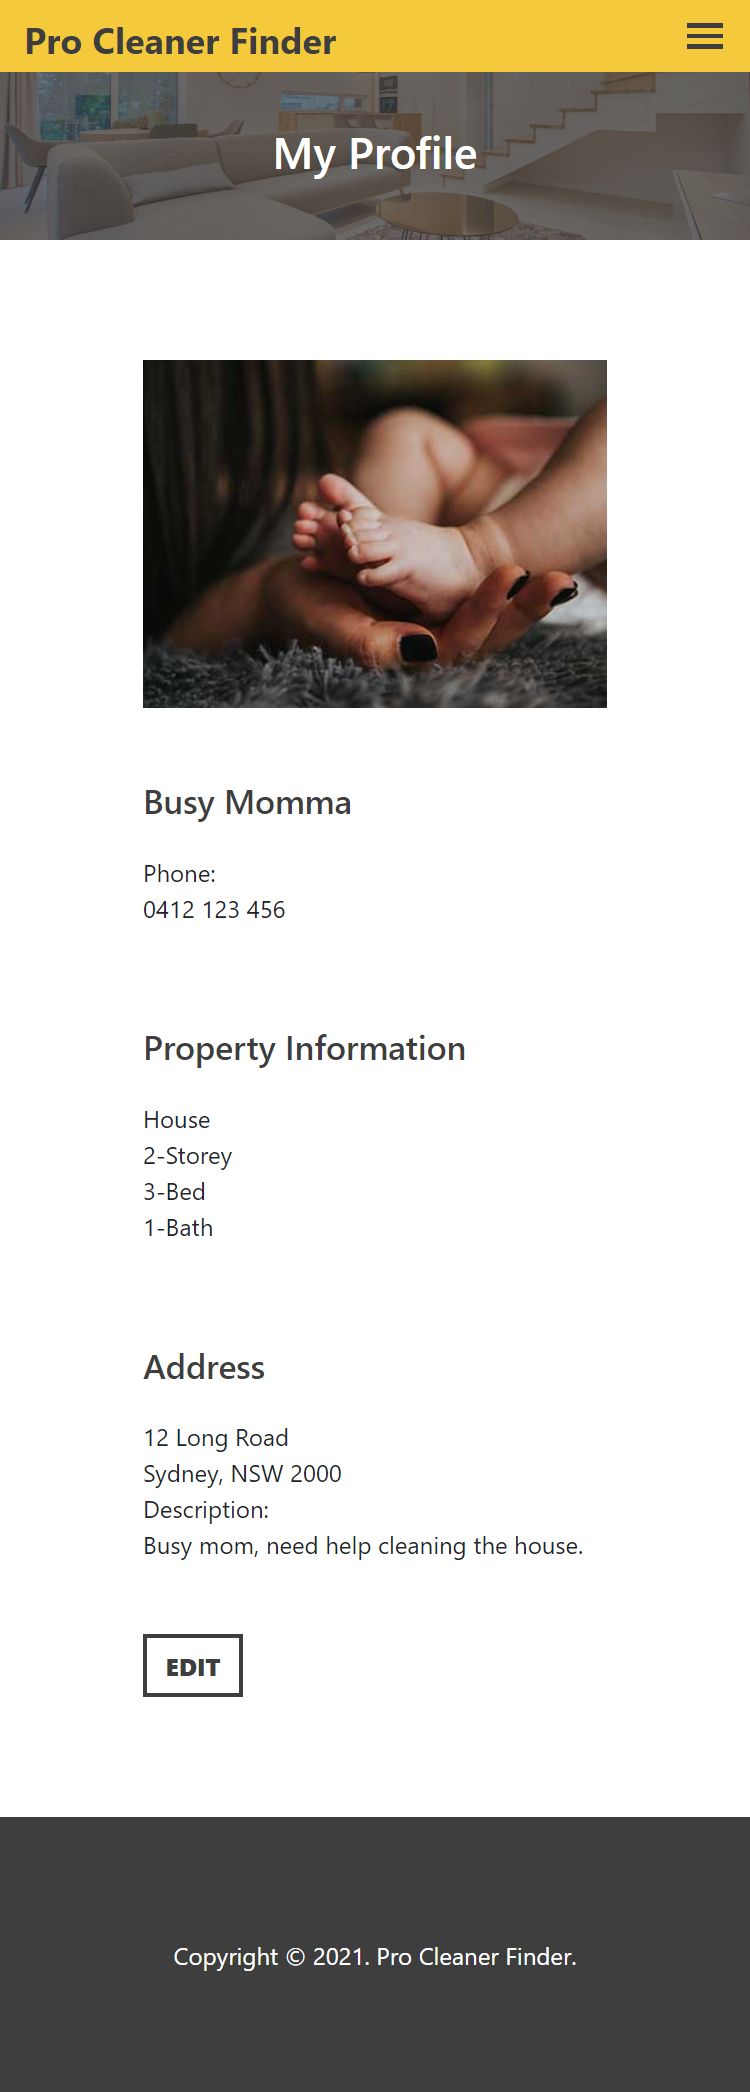 Pro Cleaner Finder
My Profile
Busy Momma
Phone:
0412 123 456
Property Information
House
2-Storey
3-Bed
1-Bath
Address
12 Long Road
Sydney, NSW 2000
Description:
Busy mom, need help cleaning the house.
EDIT
Copyright © 2021. Pro Cleaner Finder.